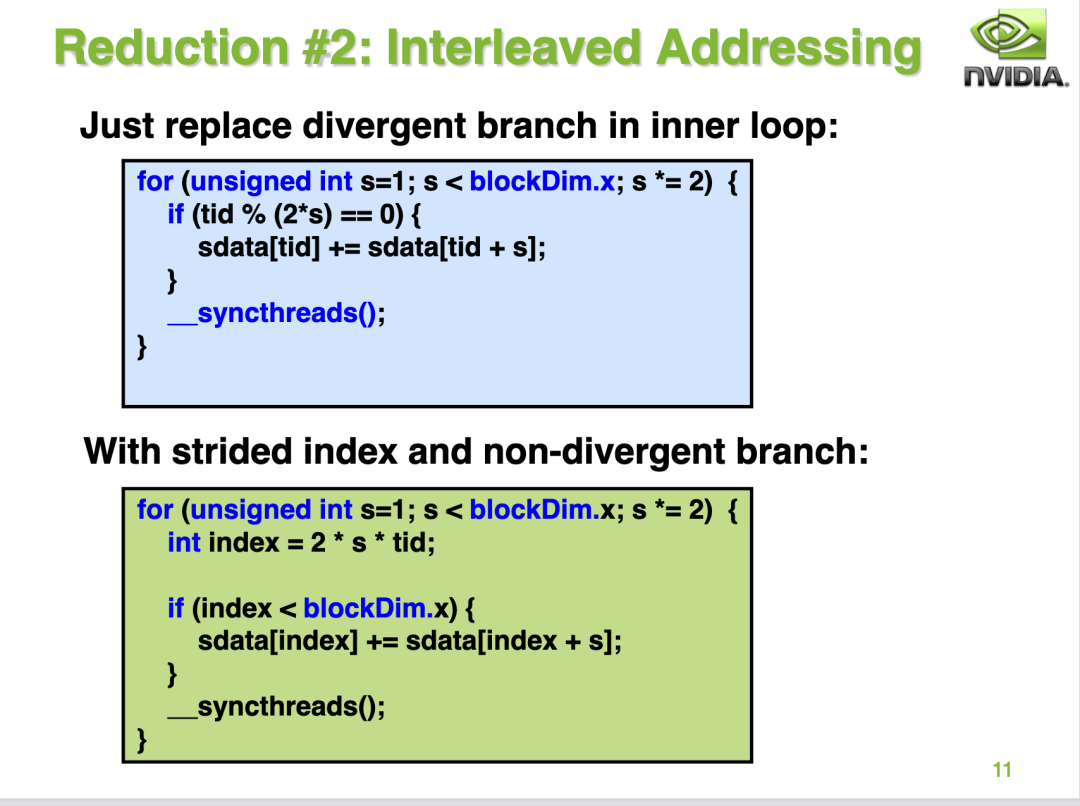 Reduction #2: Interleaved Addressing
NVIDIA.
Just replace divergent branch in inner loop:
for (unsigned int s=1; s < blockDim.x; s *= 2) {
if (tid % (2*s) == 0) {
sdata[tid] += sdata[tid + s];
}
__syncthreads();
}
With strided index and non-divergent branch:
for (unsigned int s=1; s < blockDim.x; s *= 2) {
int index = 2 * s * tid;
if (index < blockDim.x) {
sdata[index] += sdata[index + s];
}
__syncthreads();
}
11